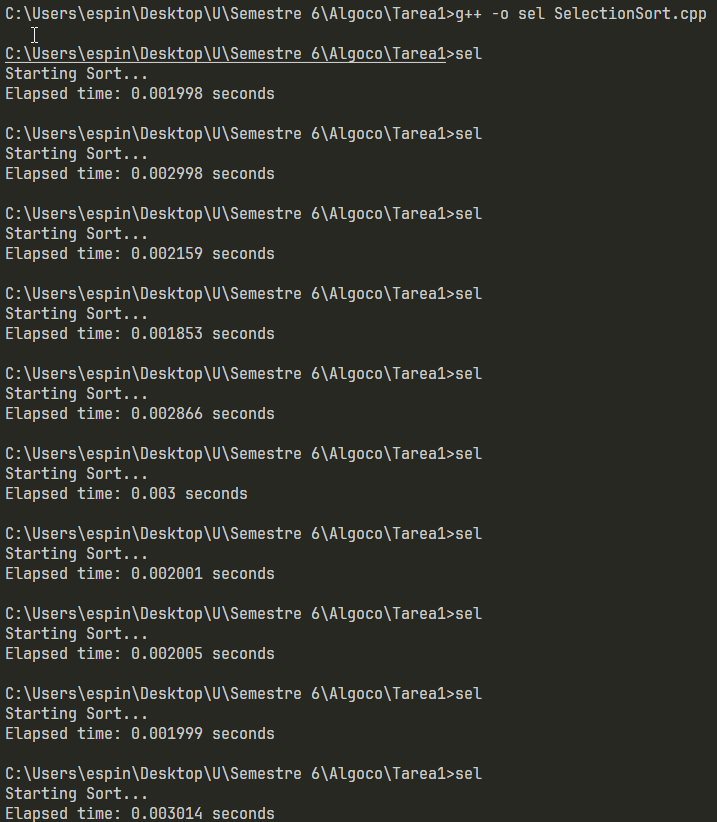 C:\Users\espin\Desktop\U\Semestre 6\Algoco\Tarea1>g++ -o sel SelectionSort.cpp
C:\Users\espin\Desktop\U\Semestre 6\Algoco\Tarea1>sel
Starting Sort...
Elapsed time: 0.001998 seconds
C:\Users\espin\Desktop\U\Semestre 6\Algoco\Tarea1>sel
Starting Sort...
Elapsed time: 0.002998 seconds
C:\Users\espin\Desktop\U\Semestre 6\Algoco\Tarea1>sel
Starting Sort...
Elapsed time: 0.002159 seconds
C:\Users\espin\Desktop\U\Semestre 6\Algoco\Tarea1>sel
Starting Sort...
Elapsed time: 0.001853 seconds
C:\Users\espin\Desktop\U\Semestre 6\Algoco\Tarea1>sel
Starting Sort...
Elapsed time: 0.002866 seconds
C:\Users\espin\Desktop\U\Semestre 6\Algoco\Tarea1>sel
Starting Sort...
Elapsed time: 0.003 seconds
C:\Users\espin\Desktop\U\Semestre 6\Algoco\Tarea1>sel
Starting Sort...
Elapsed time: 0.002001 seconds
C:\Users\espin\Desktop\U\Semestre 6\Algoco\Tarea1>sel
Starting Sort...
Elapsed time: 0.002005 seconds
C:\Users\espin\Desktop\U\Semestre 6\Algoco\Tarea1>sel
Starting Sort...
Elapsed time: 0.001999 seconds
C:\Users\espin\Desktop\U\Semestre 6\Algoco\Tarea1>sel
Starting Sort...
Elapsed time: 0.003014 seconds